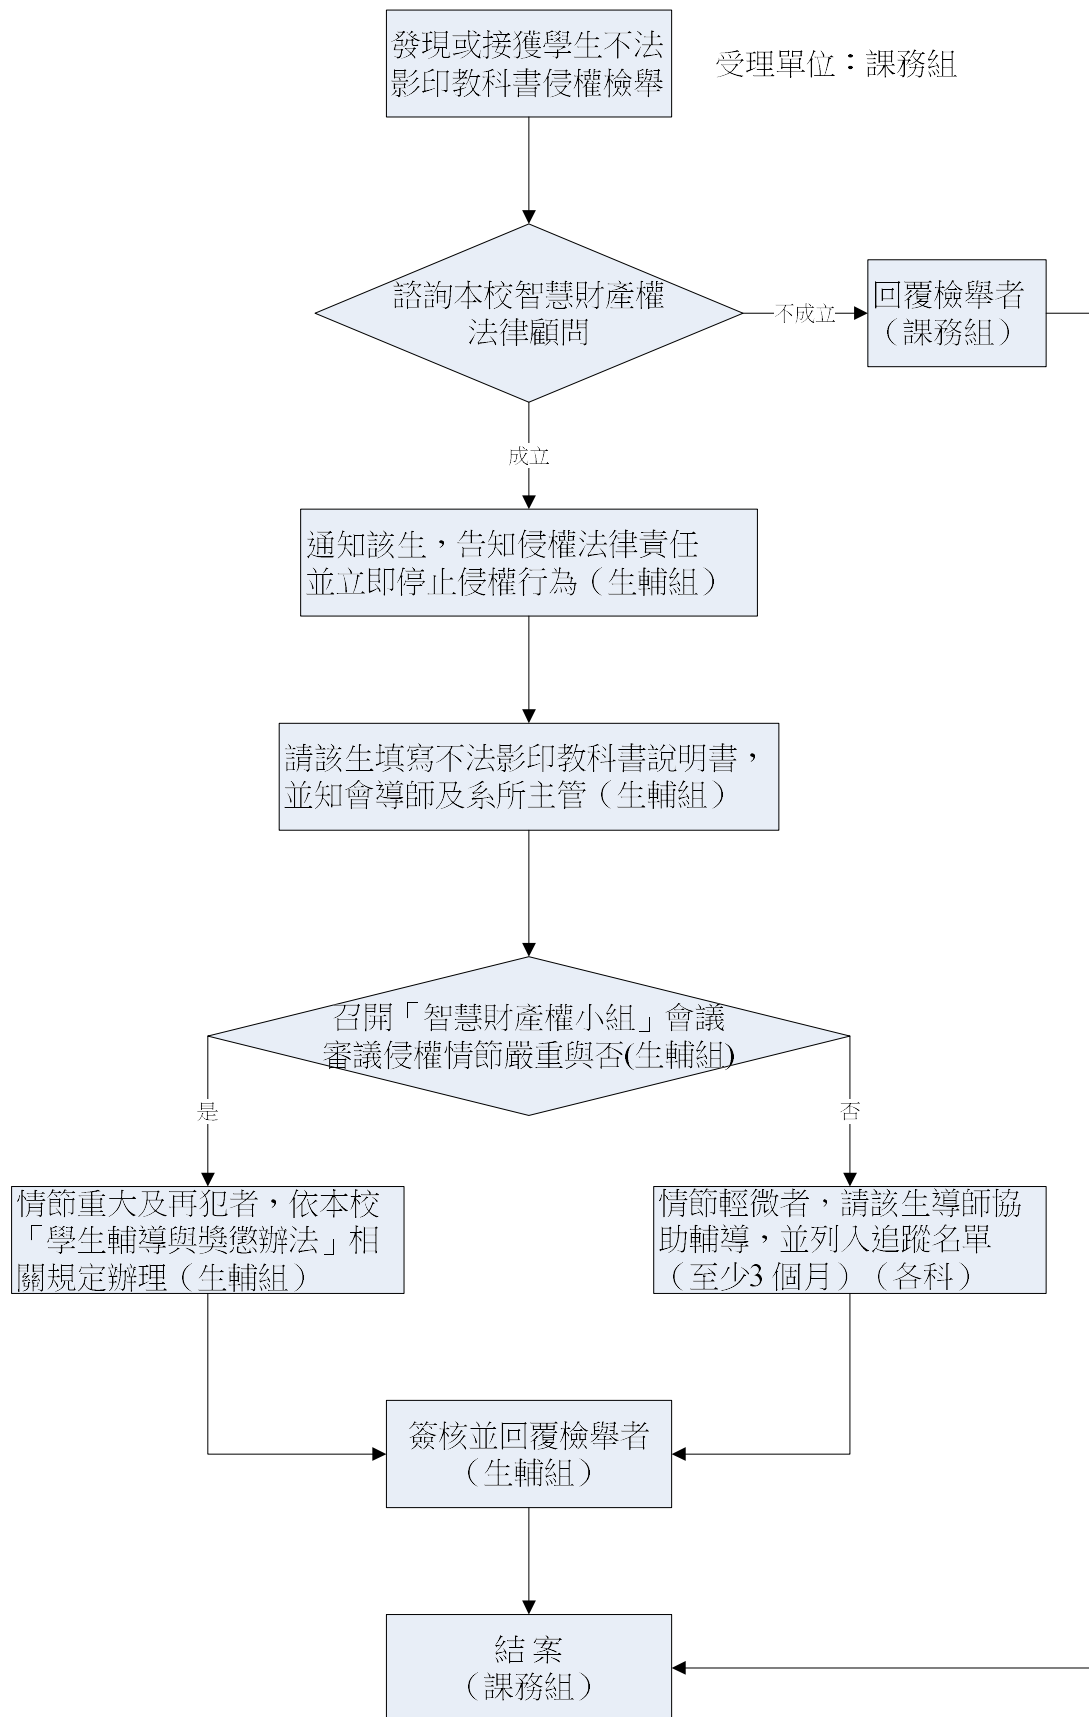 發現或接獲學生不法
影印教科書侵權檢舉
受理單位：課務組
諮詢本校智慧財產權
法律顧問
不成立
回覆檢舉者
（課務組）
成立
通知該生，告知侵權法律責任
並立即停止侵權行為（生輔組）
請該生填寫不法影印教科書說明書，
並知會導師及系所主管（生輔組）
召開「智慧財產權小組」會議
審議侵權情節嚴重與否(生輔組)
是
否
情節重大及再犯者，依本校
「學生輔導與獎懲辦法」相
關規定辦理（生輔組）
情節輕微者，請該生導師協
助輔導，並列入追蹤名單
（至少3 個月）（各科）
簽核並回覆檢舉者
（生輔組）
結 案
（課務組）